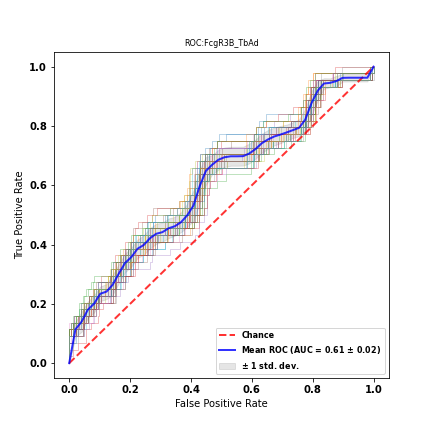 ROC:FcgR3B_TbAd
1.0
0.8
0.6
0.4
0.2
0.0
True Positive Rate
Chance
Mean ROC (AUC = 0.61 ± 0.02)
± 1 std. dev.
0.0 0.2 0.4 0.6 0.8 1.0
False Positive Rate